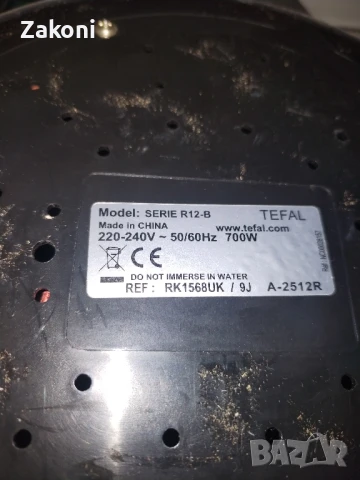 Zakoni
Model: SERIE R12-B TEFAL
Made in CHINA www.tefal.com
220-240V ~ 50/60Hz 700W
CE
DO NOT IMMERSE IN WATER
REF : RK1568UK / 9J A-2512R
BAZAR